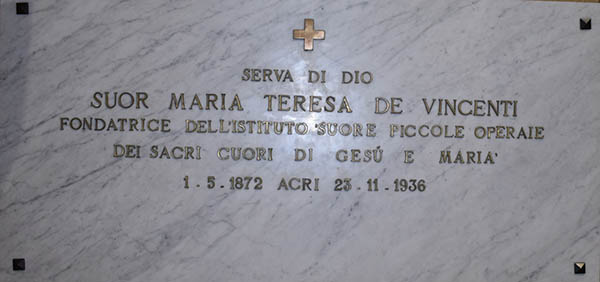 SERVA DI DIO
SUOR MARIA TERESA DE VINCENTI
FONDATRICE DELL'ISTITUTO "SUORE PICCOLE OPERAIE
DEI SACRI CUORI DI GESÚ E MARIA"
1-5-1872 ACRI 23-11-1936